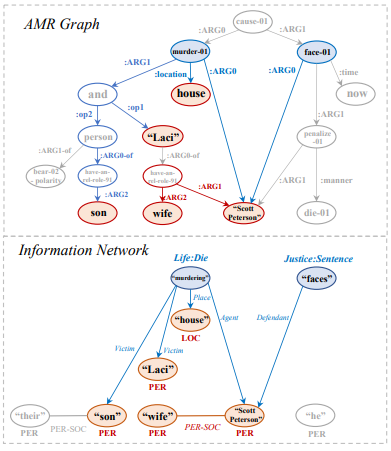 AMR Graph
cause-01
:ARG0
:ARG1
murder-01
face-01
:ARG1
:location
:ARG0
:ARG0
:time
and
house
now
:op2
:op1
:ARG1
person
"Laci"
penalize
-01
:ARG1-of
:ARG0-of
:ARG0-of
:ARG1
:manner
bear-02
- polarity
have-or
rel-role-91
have-or
rel-role-91
:ARG1
:ARG2
:ARG2
son
wife
"Scott
Peterson"
die-01
Information Network
Life:Die
Justice:Sentence
"murdering"
"faces"
Place
"house"
Agent
Defendant
LOC
Victim
Victim
"Laci"
PER
"their"
"son"
"wife"
"Scott
Peterson"
"he"
PER
PER-SOC
PER
PER
PER-SOC
PER
PER